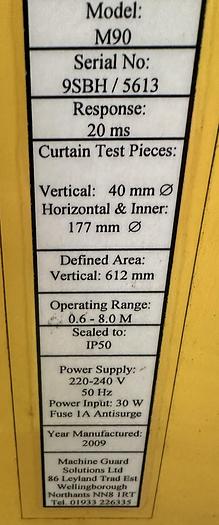 Model:
M90
Serial No:
9SBH / 5613
Response:
20 ms
Curtain Test Pieces:
Vertical: 40 mm Ø
Horizontal & Inner:
177 mm Ø
Defined Area:
Vertical: 612 mm
Operating Range:
0.6 - 8.0 M
Sealed to:
IP50
Power Supply:
220-240 V
50 Hz
Power Input: 30 W
Fuse 1A Antisurge
Year Manufactured:
2009
Machine Guard
Solutions Ltd
86 Leyland Trad Est
Wellingborough
Northants NN8 1RT
Tel. 01933 226335